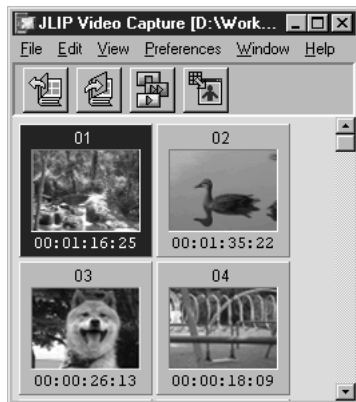 JLIP Video Capture [D:\Work...
File Edit View Preferences Window Help
01 02
00:01:16:25 00:01:35:22
03 04
00:00:26:13 00:00:18:09